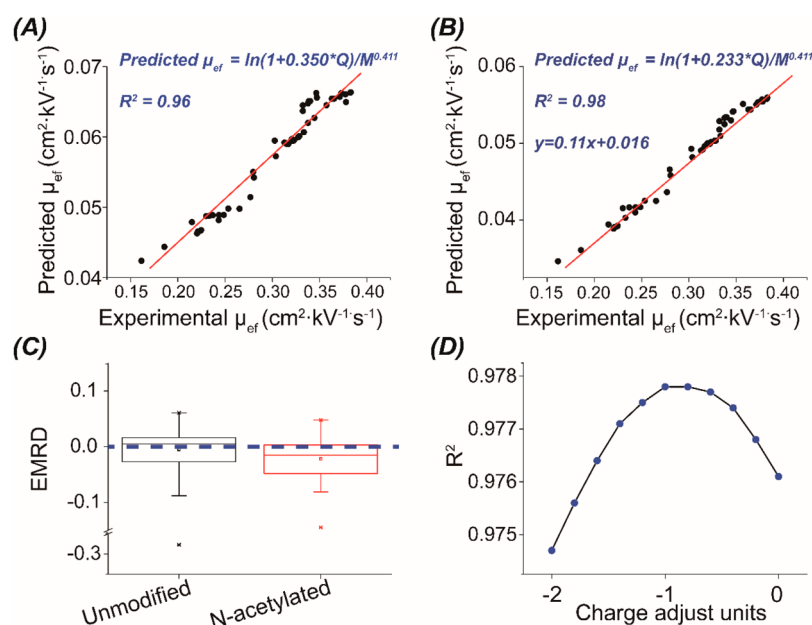 (A)
Predicted μef = ln(1+0.350*Q)/M^0.411
R² = 0.96
0.07
0.06
0.05
0.04
Predicted μef (cm²·kV⁻¹·s⁻¹)
0.15 0.20 0.25 0.30 0.35 0.40
Experimental μef (cm²·kV⁻¹·s⁻¹)
(B)
Predicted μef = ln(1+0.233*Q)/M^0.411
R² = 0.98
y=0.11x+0.016
0.06
0.05
0.04
Predicted μef (cm²·kV⁻¹·s⁻¹)
0.15 0.20 0.25 0.30 0.35 0.40
Experimental μef (cm²·kV⁻¹·s⁻¹)
(C)
0.1
0.0
-0.1
-0.3
EMRD
Unmodified
N-acetylated
(D)
0.978
0.977
0.976
0.975
R²
-2 -1 0
Charge adjust units